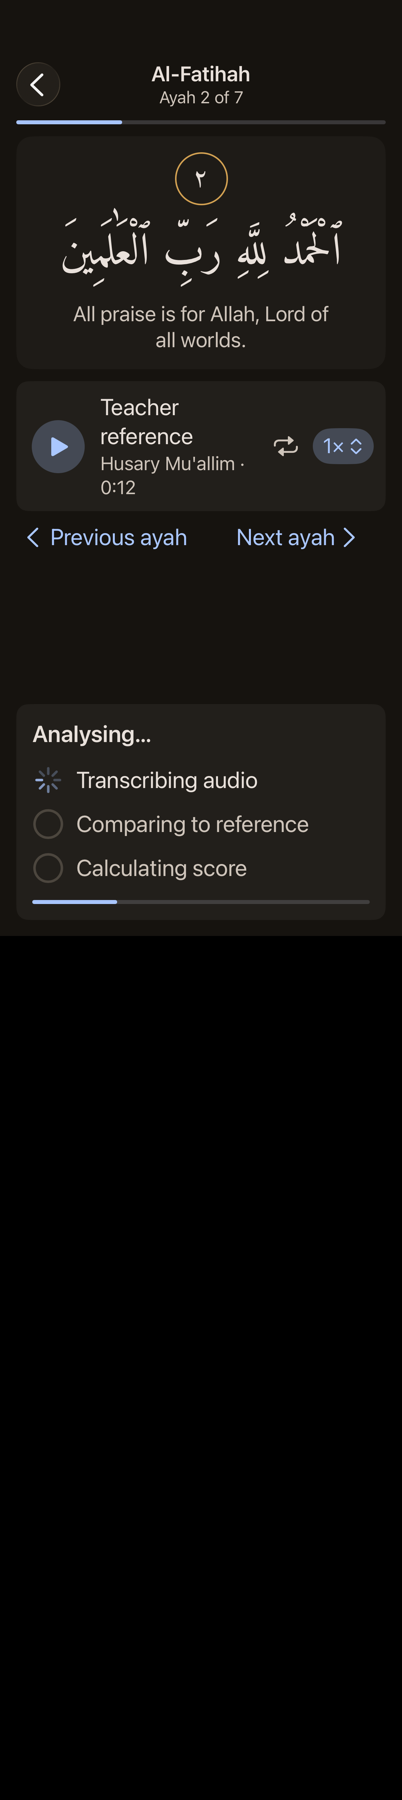 Al-Fatihah
Ayah 2 of 7
٢
ٱلْحَمْدُ لِلَّهِ رَبِّ ٱلْعَٰلَمِينَ
All praise is for Allah, Lord of
all worlds.
Teacher
reference
Husary Mu'allim ·
0:12
1×
Previous ayah
Next ayah
Analysing...
Transcribing audio
Comparing to reference
Calculating score